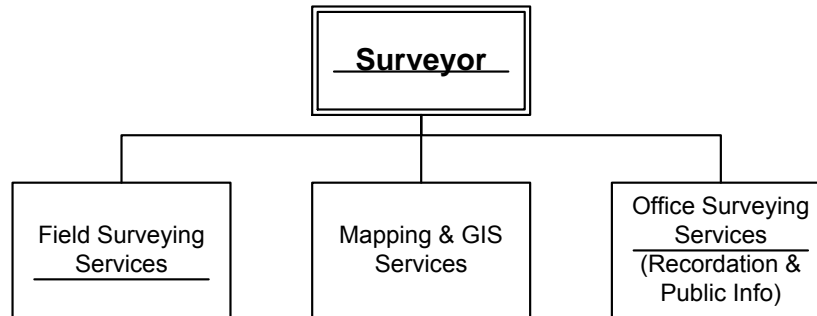 Surveyor
Field Surveying
Services
Mapping & GIS
Services
Office Surveying
Services
(Recordation &
Public Info)